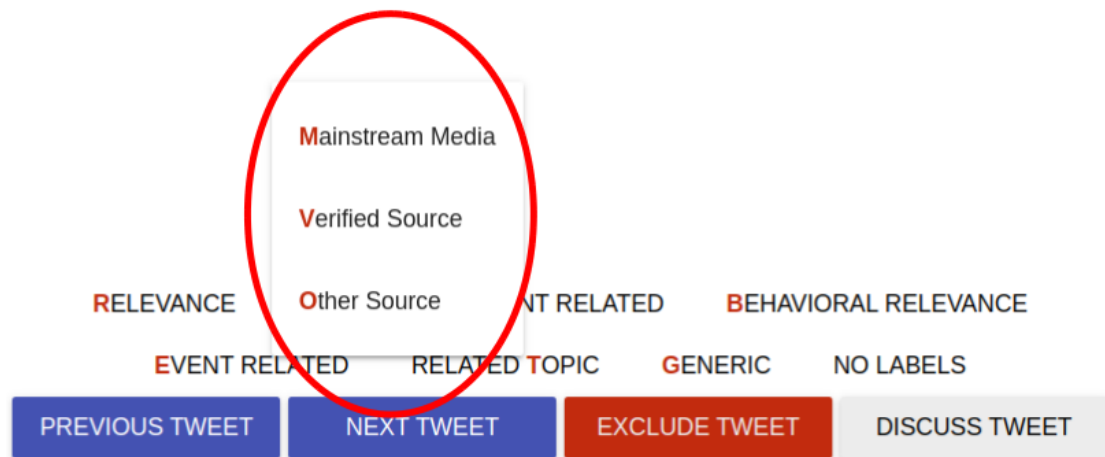 Mainstream Media
Verified Source
Other Source
RELEVANCE NT RELATED BEHAVIORAL RELEVANCE
EVENT RELATED RELATED TOPIC GENERIC NO LABELS
PREVIOUS TWEET NEXT TWEET EXCLUDE TWEET DISCUSS TWEET